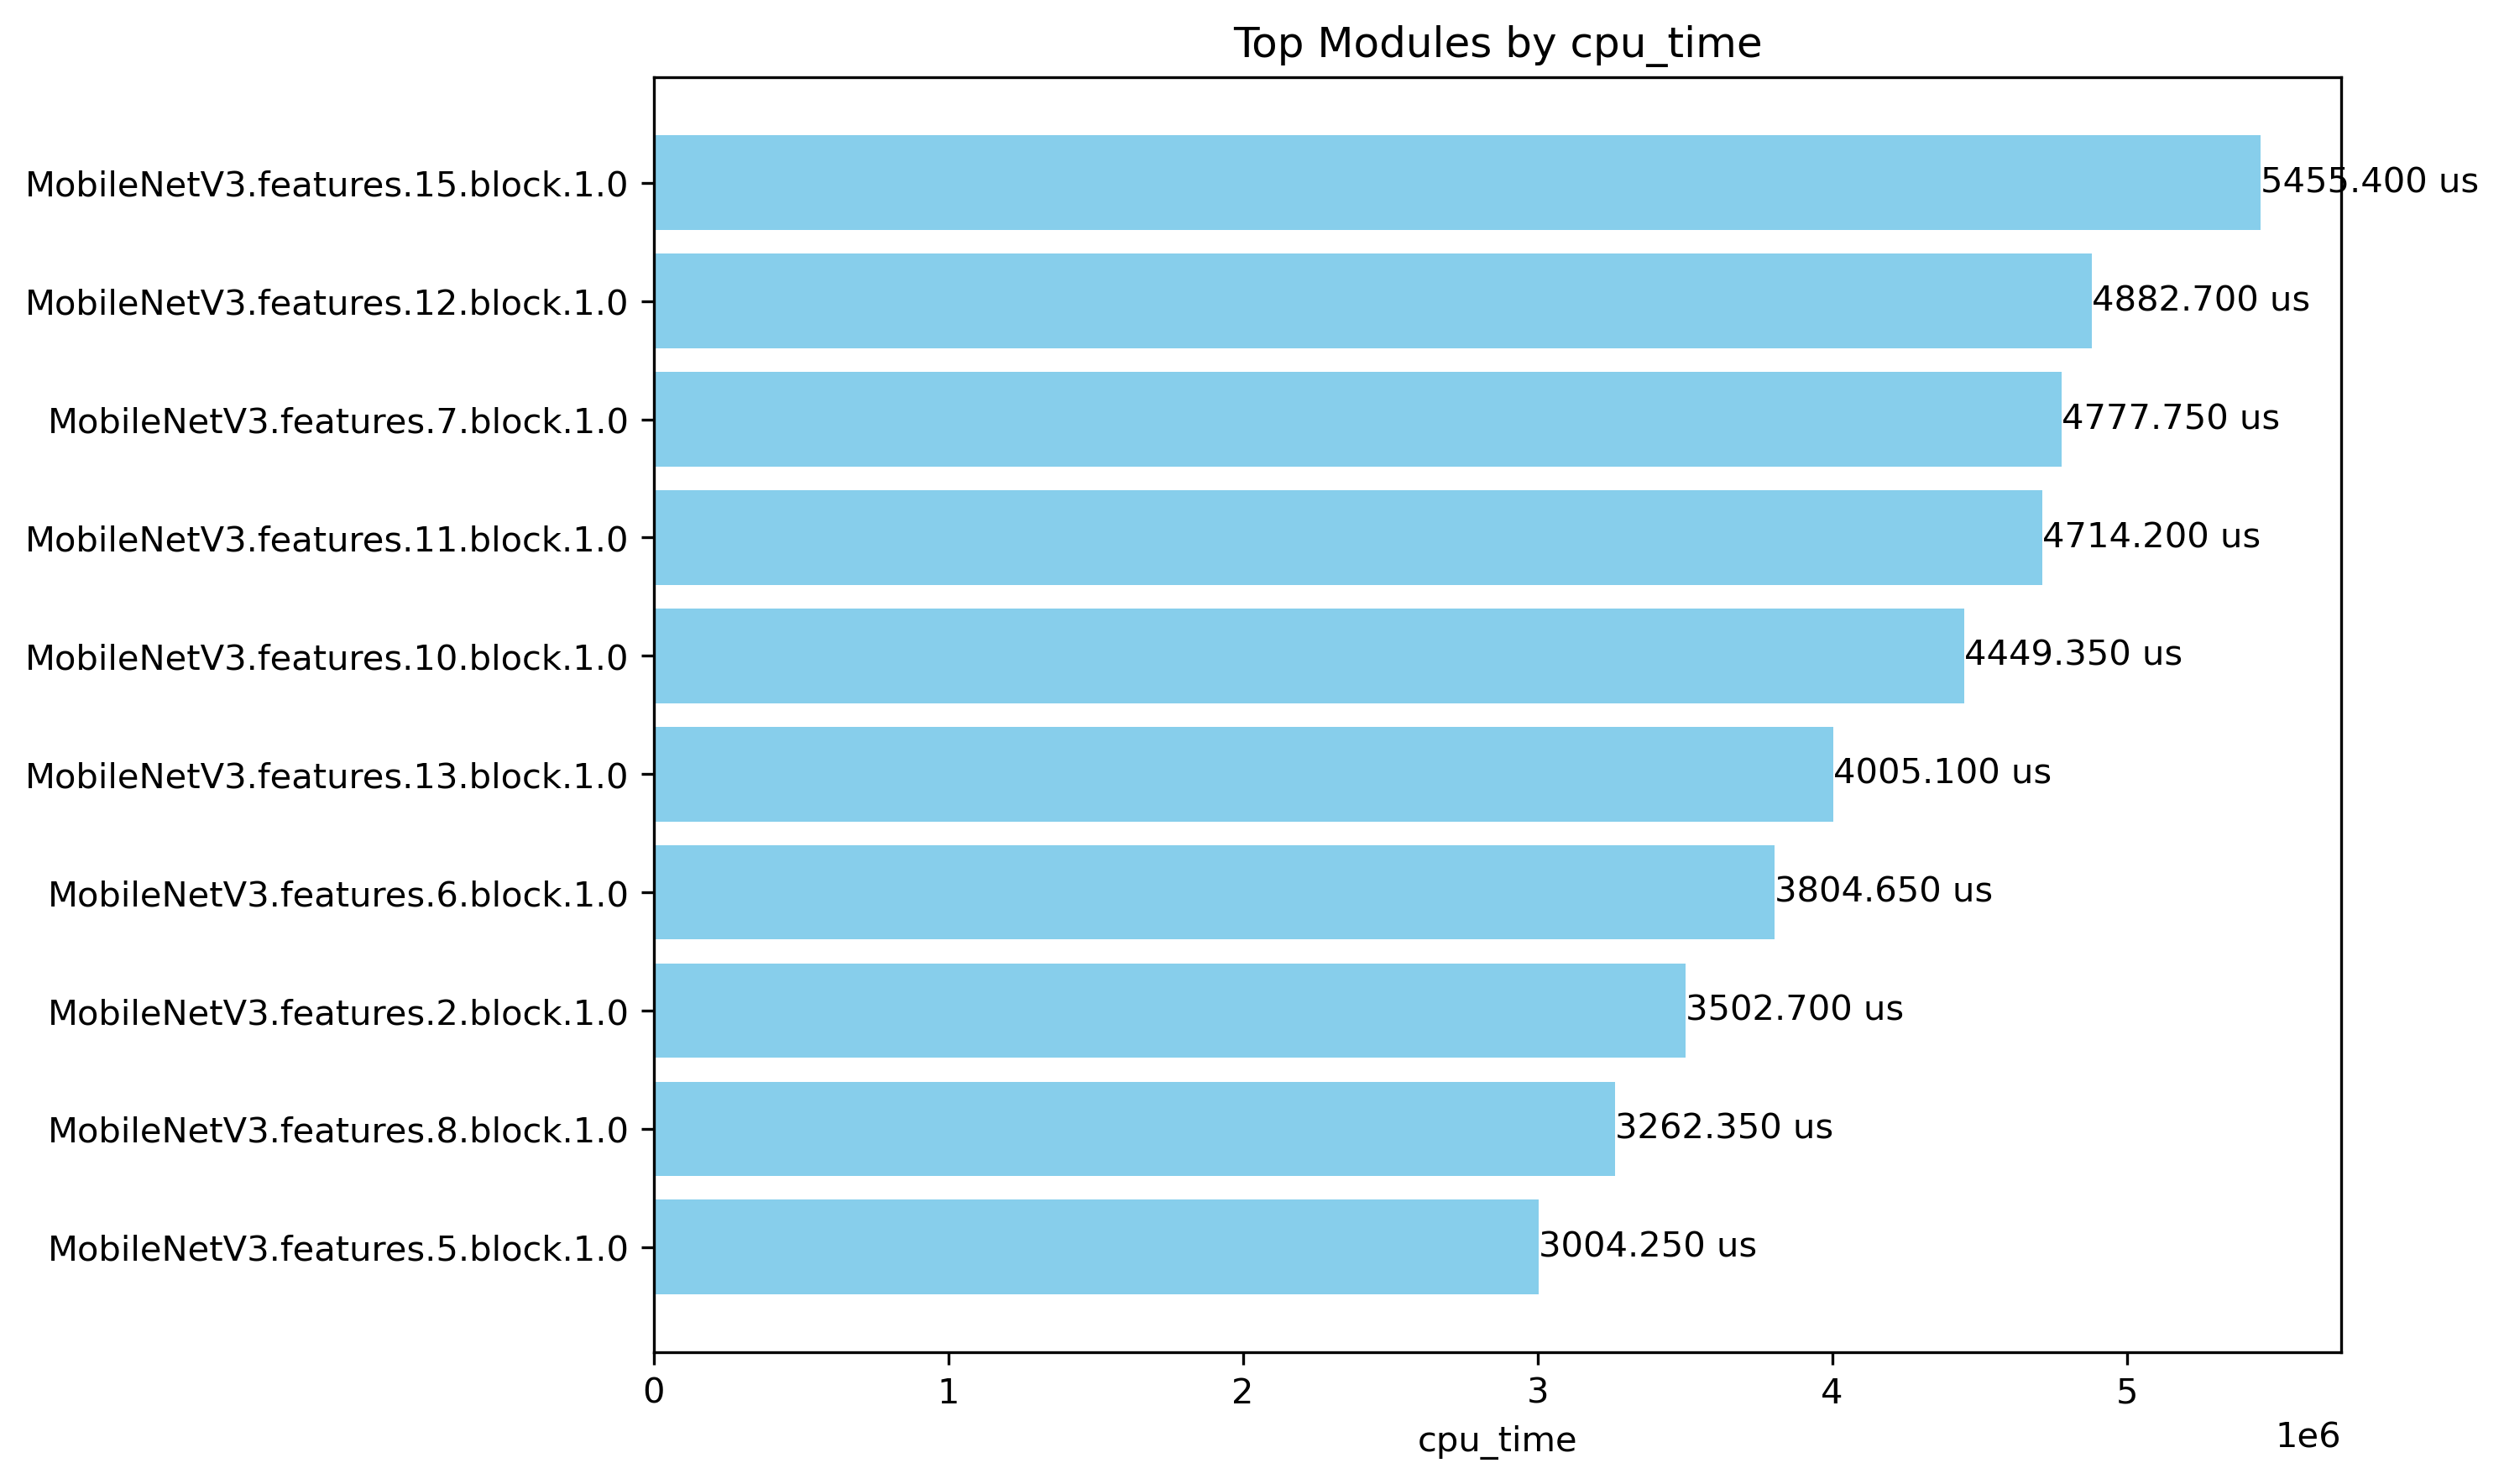 Top Modules by cpu_time
MobileNetV3.features.15.block.1.0 5455.400 us
MobileNetV3.features.12.block.1.0 4882.700 us
MobileNetV3.features.7.block.1.0 4777.750 us
MobileNetV3.features.11.block.1.0 4714.200 us
MobileNetV3.features.10.block.1.0 4449.350 us
MobileNetV3.features.13.block.1.0 4005.100 us
MobileNetV3.features.6.block.1.0 3804.650 us
MobileNetV3.features.2.block.1.0 3502.700 us
MobileNetV3.features.8.block.1.0 3262.350 us
MobileNetV3.features.5.block.1.0 3004.250 us
0 1 2 3 4 5
cpu_time
1e6